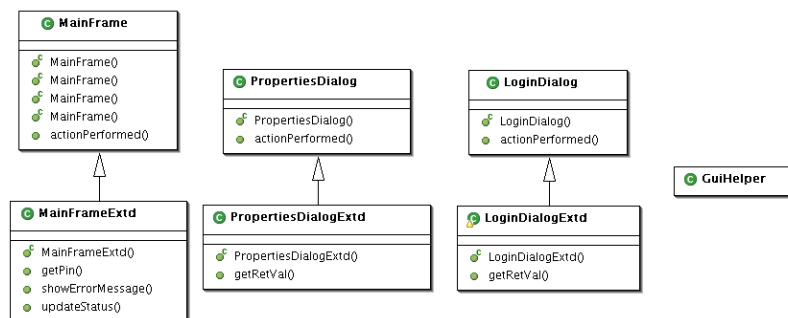 MainFrame
MainFrame()
MainFrame()
MainFrame()
MainFrame()
actionPerformed()
PropertiesDialog
PropertiesDialog()
actionPerformed()
LoginDialog
LoginDialog()
actionPerformed()
GuiHelper
MainFrameExtd
MainFrameExtd()
getPin()
showErrorMessage()
updateStatus()
PropertiesDialogExtd
PropertiesDialogExtd()
getRetVal()
LoginDialogExtd
LoginDialogExtd()
getRetVal()